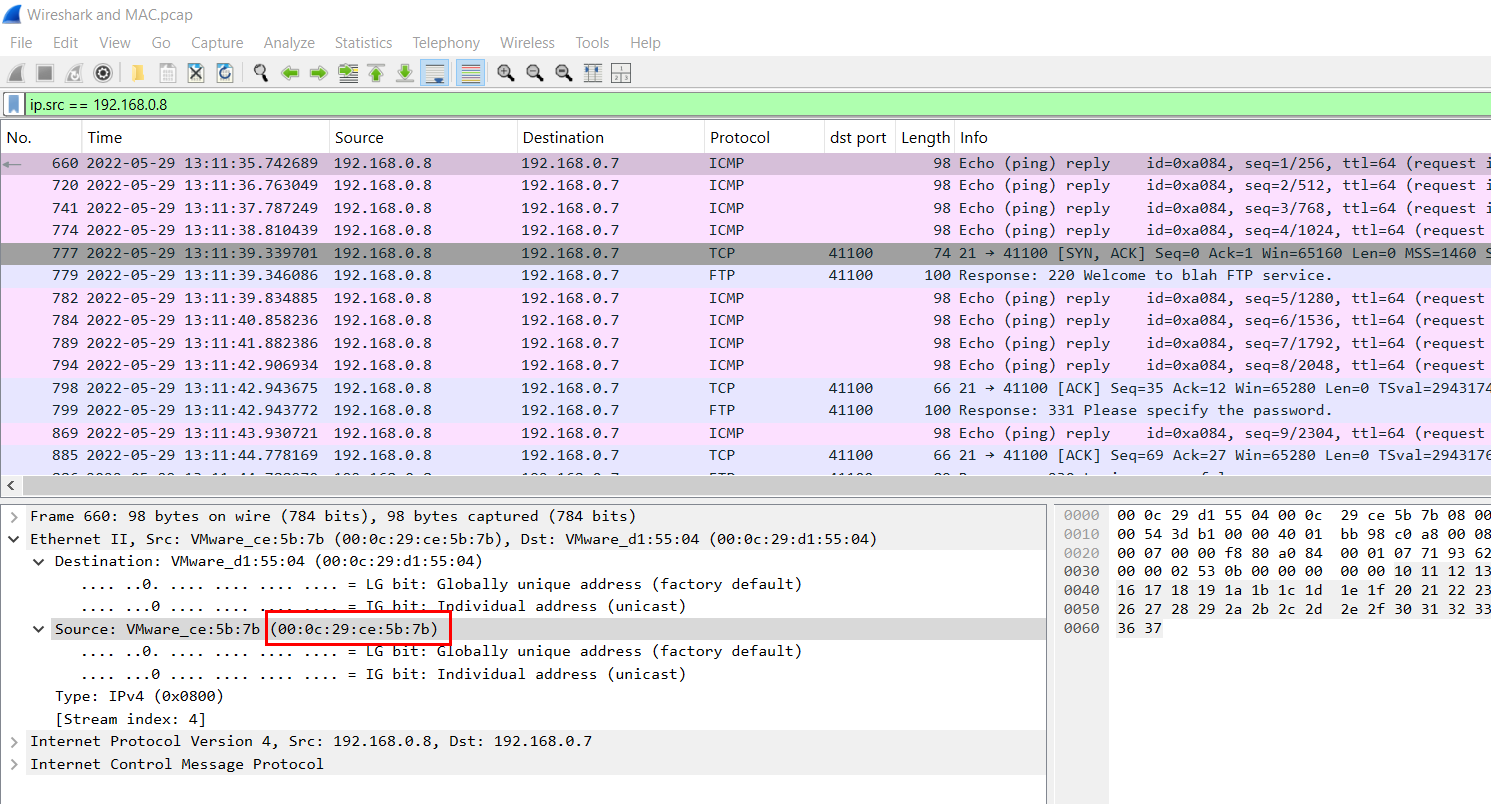 Wireshark and MAC.pcap
File Edit View Go Capture Analyze Statistics Telephony Wireless Tools Help
ip.src == 192.168.0.8
No. Time Source Destination Protocol dst port Length Info
660 2022-05-29 13:11:35.742689 192.168.0.8 192.168.0.7 ICMP 98 Echo (ping) reply id=0xa084, seq=1/256, ttl=64 (request i
720 2022-05-29 13:11:36.763049 192.168.0.8 192.168.0.7 ICMP 98 Echo (ping) reply id=0xa084, seq=2/512, ttl=64 (request i
741 2022-05-29 13:11:37.787249 192.168.0.8 192.168.0.7 ICMP 98 Echo (ping) reply id=0xa084, seq=3/768, ttl=64 (request i
774 2022-05-29 13:11:38.810439 192.168.0.8 192.168.0.7 ICMP 98 Echo (ping) reply id=0xa084, seq=4/1024, ttl=64 (request
777 2022-05-29 13:11:39.339701 192.168.0.8 192.168.0.7 TCP 41100 74 21 → 41100 [SYN, ACK] Seq=0 Ack=1 Win=65160 Len=0 MSS=1460 S
779 2022-05-29 13:11:39.346086 192.168.0.8 192.168.0.7 FTP 41100 100 Response: 220 Welcome to blah FTP service.
782 2022-05-29 13:11:39.834885 192.168.0.8 192.168.0.7 ICMP 98 Echo (ping) reply id=0xa084, seq=5/1280, ttl=64 (request
784 2022-05-29 13:11:40.858236 192.168.0.8 192.168.0.7 ICMP 98 Echo (ping) reply id=0xa084, seq=6/1536, ttl=64 (request
789 2022-05-29 13:11:41.882386 192.168.0.8 192.168.0.7 ICMP 98 Echo (ping) reply id=0xa084, seq=7/1792, ttl=64 (request
794 2022-05-29 13:11:42.906934 192.168.0.8 192.168.0.7 ICMP 98 Echo (ping) reply id=0xa084, seq=8/2048, ttl=64 (request
798 2022-05-29 13:11:42.943675 192.168.0.8 192.168.0.7 TCP 41100 66 21 → 41100 [ACK] Seq=35 Ack=12 Win=65280 Len=0 TSval=2943174
799 2022-05-29 13:11:42.943772 192.168.0.8 192.168.0.7 FTP 41100 100 Response: 331 Please specify the password.
869 2022-05-29 13:11:43.930721 192.168.0.8 192.168.0.7 ICMP 98 Echo (ping) reply id=0xa084, seq=9/2304, ttl=64 (request
885 2022-05-29 13:11:44.778169 192.168.0.8 192.168.0.7 TCP 41100 66 21 → 41100 [ACK] Seq=69 Ack=27 Win=65280 Len=0 TSval=2943176
Frame 660: 98 bytes on wire (784 bits), 98 bytes captured (784 bits)
Ethernet II, Src: VMware_ce:5b:7b (00:0c:29:ce:5b:7b), Dst: VMware_d1:55:04 (00:0c:29:d1:55:04)
Destination: VMware_d1:55:04 (00:0c:29:d1:55:04)
.... ..0. .... .... .... .... = LG bit: Globally unique address (factory default)
.... ...0 .... .... .... .... = IG bit: Individual address (unicast)
Source: VMware_ce:5b:7b (00:0c:29:ce:5b:7b)
.... ..0. .... .... .... .... = LG bit: Globally unique address (factory default)
.... ...0 .... .... .... .... = IG bit: Individual address (unicast)
Type: IPv4 (0x0800)
[Stream index: 4]
Internet Protocol Version 4, Src: 192.168.0.8, Dst: 192.168.0.7
Internet Control Message Protocol
0000 00 0c 29 d1 55 04 00 0c 29 ce 5b 7b 08 00
0010 00 54 3d b1 00 00 40 01 bb 98 c0 a8 00 08
0020 00 07 00 00 f8 80 a0 84 00 01 07 71 93 62
0030 00 00 02 53 0b 00 00 00 00 00 10 11 12 13
0040 16 17 18 19 1a 1b 1c 1d 1e 1f 20 21 22 23
0050 26 27 28 29 2a 2b 2c 2d 2e 2f 30 31 32 33
0060 36 37